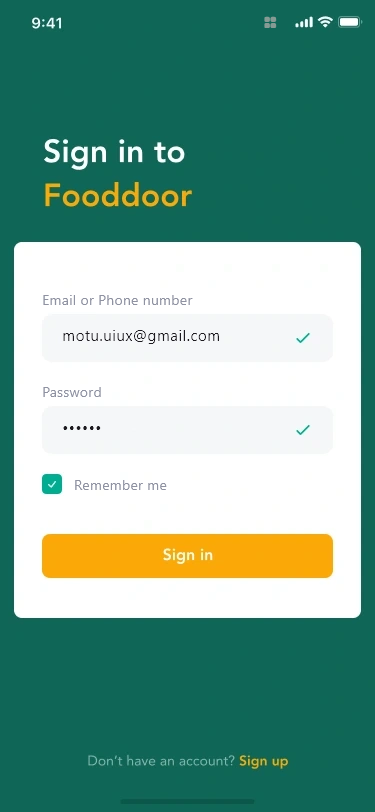 9:41
Sign in to
Fooddoor
Email or Phone number
motu.uiux@gmail.com
Password
••••••
Remember me
Sign in
Don't have an account? Sign up